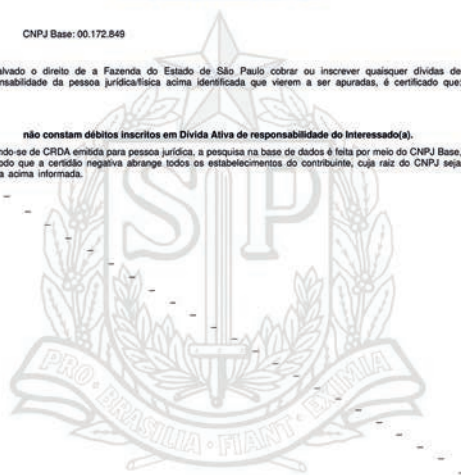 CNPJ Base: 00.172.849
lvado o direito de a Fazenda do Estado de São Paulo cobrar ou inscrever quaisquer dívidas de
nsabilidade da pessoa jurídica/física acima identificada que vierem a ser apuradas, é certificado que:
não constam débitos inscritos em Dívida Ativa de responsabilidade do Interessado(a).
ndo-se de CRDA emitida para pessoa jurídica, a pesquisa na base de dados é feita por meio do CNPJ Base,
odo que a certidão negativa abrange todos os estabelecimentos do contribuinte, cuja raiz do CNPJ seja
a acima informada.
SP
PRO · BRASILIA · FIANT · EXIMIA